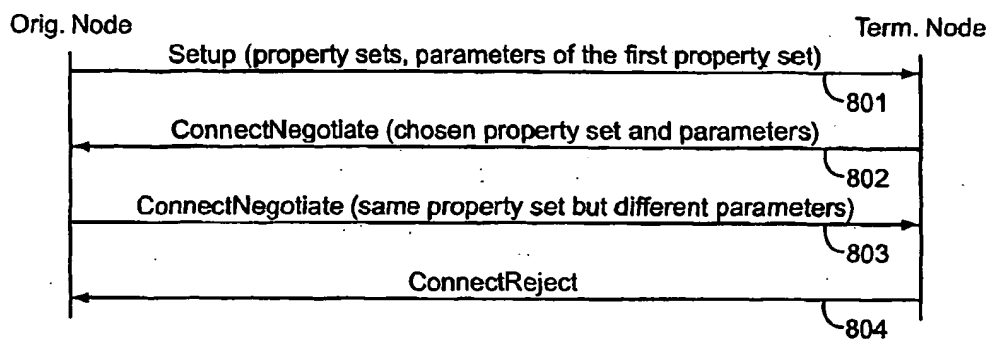 Orig. Node
Term. Node
Setup (property sets, parameters of the first property set)
801
ConnectNegotiate (chosen property set and parameters)
802
ConnectNegotiate (same property set but different parameters)
803
ConnectReject
804